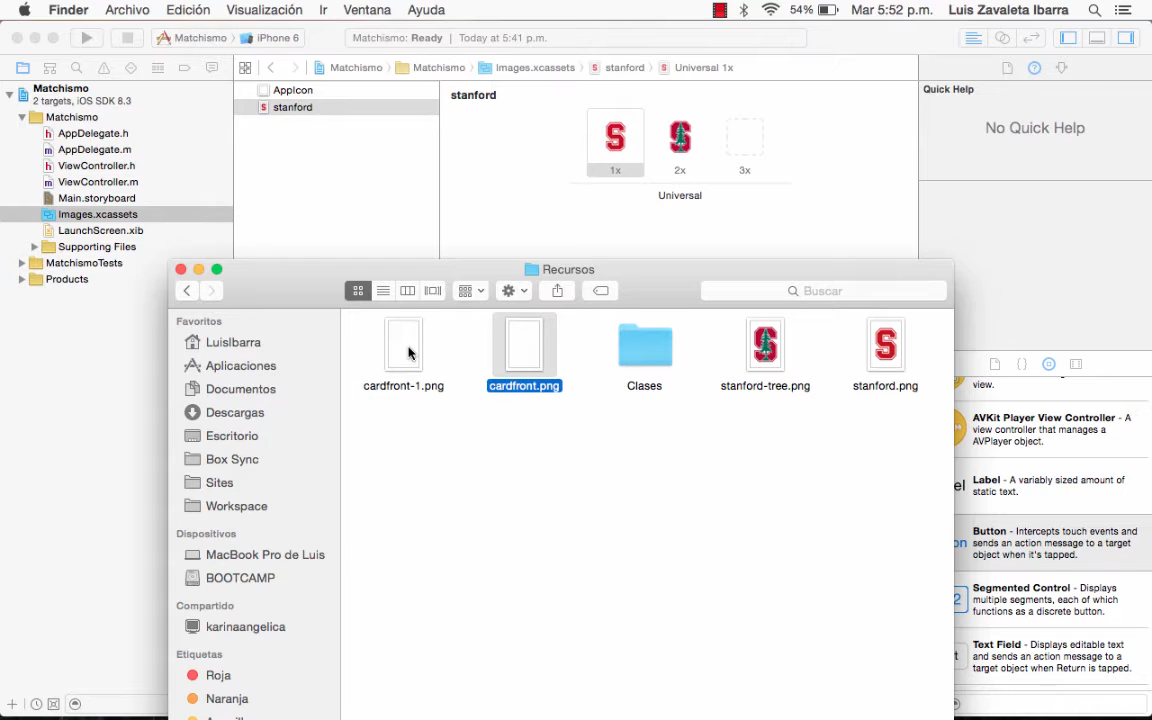 Finder Archivo Edición Visualización Ir Ventana Ayuda 54% Mar 5:52 p.m. Luis Zavaleta Ibarra
Matchismo iPhone 6 Matchismo: Ready | Today at 5:41 p.m.
Matchismo Matchismo Images.xcassets stanford Universal 1x
Matchismo
2 targets, iOS SDK 8.3
Matchismo
AppDelegate.h
AppDelegate.m
ViewController.h
ViewController.m
Main.storyboard
Images.xcassets
LaunchScreen.xib
Supporting Files
MatchismoTests
Products
AppIcon
stanford
stanford
1x 2x 3x
Universal
Quick Help
No Quick Help
Recursos
Buscar
Favoritos
LuisIbarra
Aplicaciones
Documentos
Descargas
Escritorio
Box Sync
Sites
Workspace
Dispositivos
MacBook Pro de Luis
BOOTCAMP
Compartido
karinaangelica
Etiquetas
Roja
Naranja
cardfront-1.png cardfront.png Clases stanford-tree.png stanford.png
view.
AVKit Player View Controller - A
view controller that manages a
AVPlayer object.
el
Label - A variably sized amount of
static text.
on
Button - Intercepts touch events and
sends an action message to a target
object when it's tapped.
2
Segmented Control - Displays
multiple segments, each of which
functions as a discrete button.
t
Text Field - Displays editable text
and sends an action message to a
target object when Return is tapped.